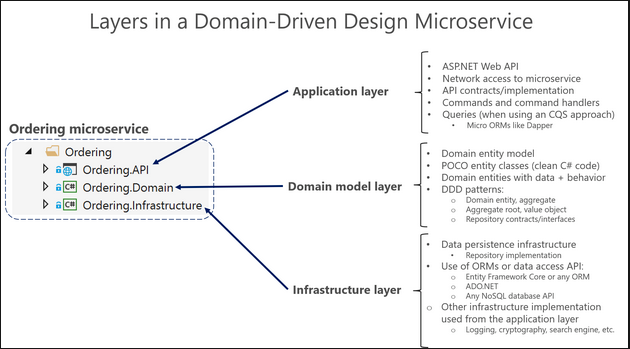 Layers in a Domain-Driven Design Microservice
Ordering microservice
Ordering
Ordering.API
C# Ordering.Domain
C# Ordering.Infrastructure
Application layer
• ASP.NET Web API
• Network access to microservice
• API contracts/implementation
• Commands and command handlers
• Queries (when using an CQS approach)
• Micro ORMs like Dapper
Domain model layer
• Domain entity model
• POCO entity classes (clean C# code)
• Domain entities with data + behavior
• DDD patterns:
o Domain entity, aggregate
o Aggregate root, value object
o Repository contracts/interfaces
Infrastructure layer
• Data persistence infrastructure
• Repository implementation
• Use of ORMs or data access API:
o Entity Framework Core or any ORM
o ADO.NET
o Any NoSQL database API
o Other infrastructure implementation
used from the application layer
o Logging, cryptography, search engine, etc.